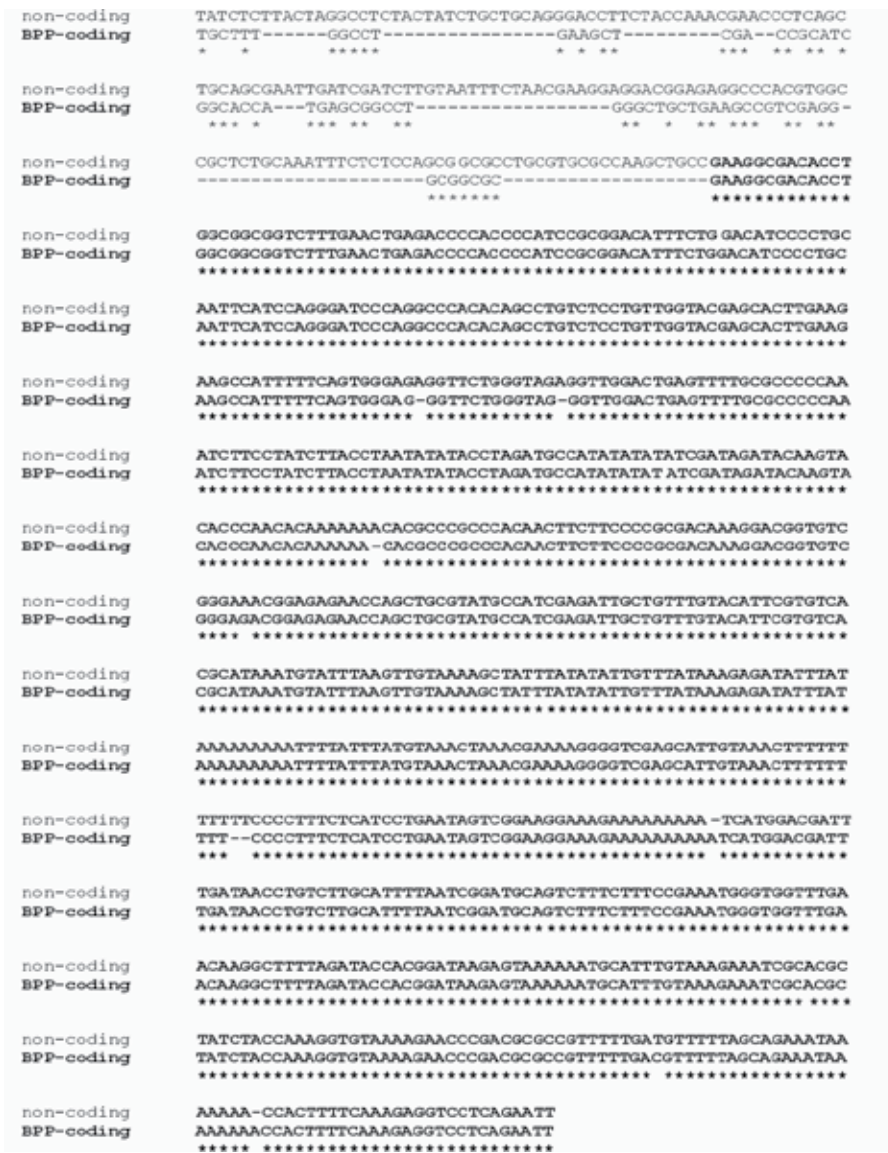 non-coding TATCTCTTACTAGGCCTCTACTATCTGCTGCAGGGACCTTCTACCAAACGAACCCTCAGC
BPP-coding TGCTTT------GGCCT----------------GAAGCT---------CGA--CCGCATC
* * ***** * * ** *** ** ** *
non-coding TGCAGCGAATTGATCGATCTTGTAATTTCTAACGAAGGAGGACGGAGAGGCCCACGTGGC
BPP-coding GGCACCA---TGAGCGGCCT------------------GGGCTGCTGAAGCCGTCGAGG-
*** * *** ** ** ** * ** *** ** **
non-coding CGCTCTGCAAATTTCTCTCCAGCGGCGCCTGCGTGCGCCAAGCTGCCGAAGGCGACACCT
BPP-coding ---------------------GCGGCGC-------------------GAAGGCGACACCT
******* *************
non-coding GGCGGCGGTCTTTGAACTGAGACCCCACCCCATCCGCGGACATTTCTGGACATCCCCTGC
BPP-coding GGCGGCGGTCTTTGAACTGAGACCCCACCCCATCCGCGGACATTTCTGGACATCCCCTGC
************************************************************
non-coding AATTCATCCAGGGATCCCAGGCCCACACAGCCTGTCTCCTGTTGGTACGAGCACTTGAAG
BPP-coding AATTCATCCAGGGATCCCAGGCCCACACAGCCTGTCTCCTGTTGGTACGAGCACTTGAAG
************************************************************
non-coding AAGCCATTTTTCAGTGGGAGAGGTTCTGGGTAGAGGTTGGACTGAGTTTTGCGCCCCCAA
BPP-coding AAGCCATTTTTCAGTGGGAG-GGTTCTGGGTAG-GGTTGGACTGAGTTTTGCGCCCCCAA
******************** ************ **************************
non-coding ATCTTCCTATCTTACCTAATATATACCTAGATGCCATATATATATCGATAGATACAAGTA
BPP-coding ATCTTCCTATCTTACCTAATATATACCTAGATGCCATATATATATCGATAGATACAAGTA
************************************************************
non-coding CACCCAACACAAAAAAACACGCCCGCCCACAACTTCTTCCCCGCGACAAAGGACGGTGTC
BPP-coding CACCCAACACAAAAAA-CACGCCCGCCCACAACTTCTTCCCCGCGACAAAGGACGGTGTC
**************** *******************************************
non-coding GGGAAACGGAGAGAACCAGCTGCGTATGCCATCGAGATTGCTGTTTGTACATTCGTGTCA
BPP-coding GGGAGACGGAGAGAACCAGCTGCGTATGCCATCGAGATTGCTGTTTGTACATTCGTGTCA
**** *******************************************************
non-coding CGCATAAATGTATTTAAGTTGTAAAAGCTATTTATATATTGTTTATAAAGAGATATTTAT
BPP-coding CGCATAAATGTATTTAAGTTGTAAAAGCTATTTATATATTGTTTATAAAGAGATATTTAT
************************************************************
non-coding AAAAAAAAATTTTATTTATGTAAACTAAACGAAAAGGGGTCGAGCATTGTAAACTTTTTT
BPP-coding AAAAAAAAATTTTATTTATGTAAACTAAACGAAAAGGGGTCGAGCATTGTAAACTTTTTT
************************************************************
non-coding TTTTTCCCCTTTCTCATCCTGAATAGTCGGAAGGAAAGAAAAAAAAAA-TCATGGACGATT
BPP-coding TTT--CCCCTTTCTCATCCTGAATAGTCGGAAGGAAAGAAAAAAAAAAATCATGGACGATT
*** ******************************************* ************
non-coding TGATAACCTGTCTTGCATTTTAATCGGATGCAGTCTTTCTTTCCGAAATGGGTGGTTTGA
BPP-coding TGATAACCTGTCTTGCATTTTAATCGGATGCAGTCTTTCTTTCCGAAATGGGTGGTTTGA
************************************************************
non-coding ACAAGGCTTTTAGATACCACGGATAAGAGTAAAAAATGCATTTGTAAAGAAATCGCACGC
BPP-coding ACAAGGCTTTTAGATACCACGGATAAGAGTAAAAAATGCATTTGTAAAGAAATCGCACGC
******************************************************** ****
non-coding TATCTACCAAAGGTGTAAAAGAACCCGACGCGCCGTTTTTGATGTTTTTAGCAGAAATAA
BPP-coding TATCTACCAAAGGTGTAAAAGAACCCGACGCGCCGTTTTTGACGTTTTTAGCAGAAATAA
****************************************** *****************
non-coding AAAAA-CCACTTTTCAAAGAGGTCCTCAGAATT
BPP-coding AAAAAACCACTTTTCAAAGAGGTCCTCAGAATT
***** ***************************